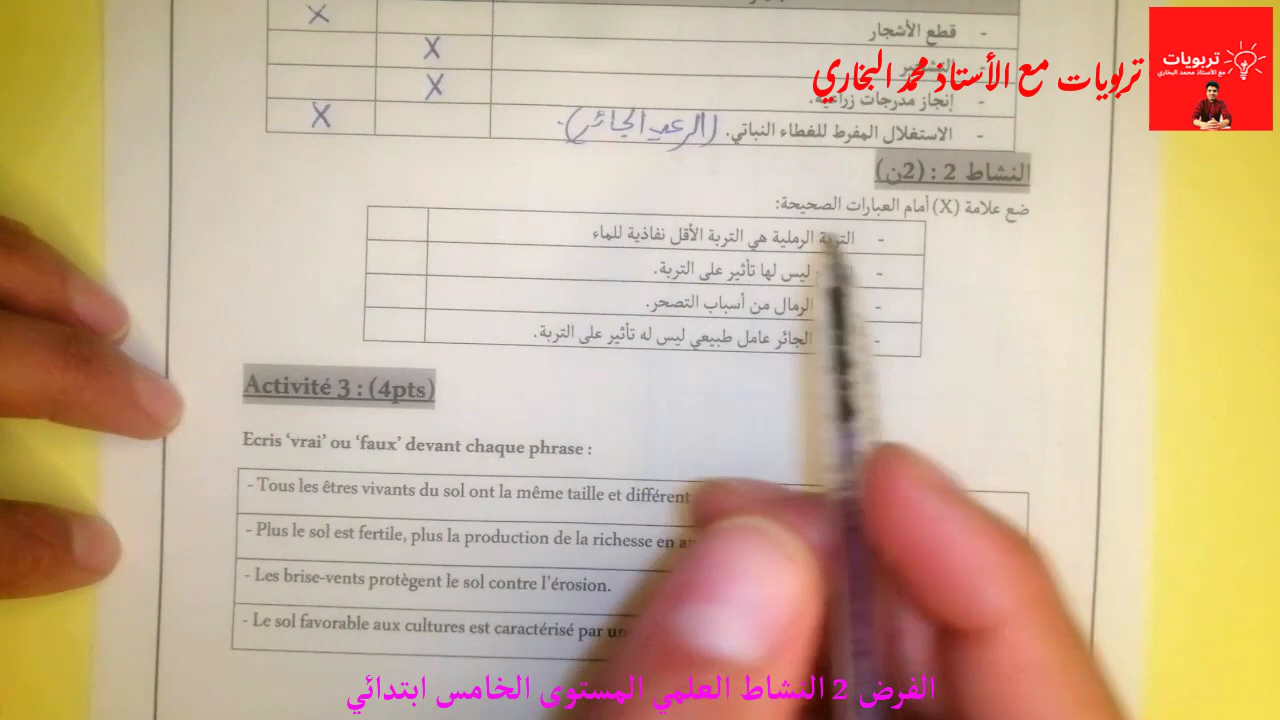 تربويات
مع الأستاذ محمد البخاري
تربويات مع الأستاذ محمد البخاري
- قطع الأشجار X
- X
- إنجاز مدرجات زراعية. X
- الاستغلال المفرط للغطاء النباتي. (الرعي الجائر). X
النشاط 2 : (2ن)
ضع علامة (X) أمام العبارات الصحيحة:
- التربة الرملية هي التربة الأقل نفاذية للماء
- ليس لها تأثير على التربة.
- الرمال من أسباب التصحر.
- الجائر عامل طبيعي ليس له تأثير على التربة.
Activité 3 : (4pts)
Ecris ‘vrai’ ou ‘faux’ devant chaque phrase :
- Tous les êtres vivants du sol ont la même taille et différent
- Plus le sol est fertile, plus la production de la richesse en
- Les brise-vents protègent le sol contre l’érosion.
- Le sol favorable aux cultures est caractérisé par un
الفرض 2 النشاط العلمي المستوى الخامس ابتدائي